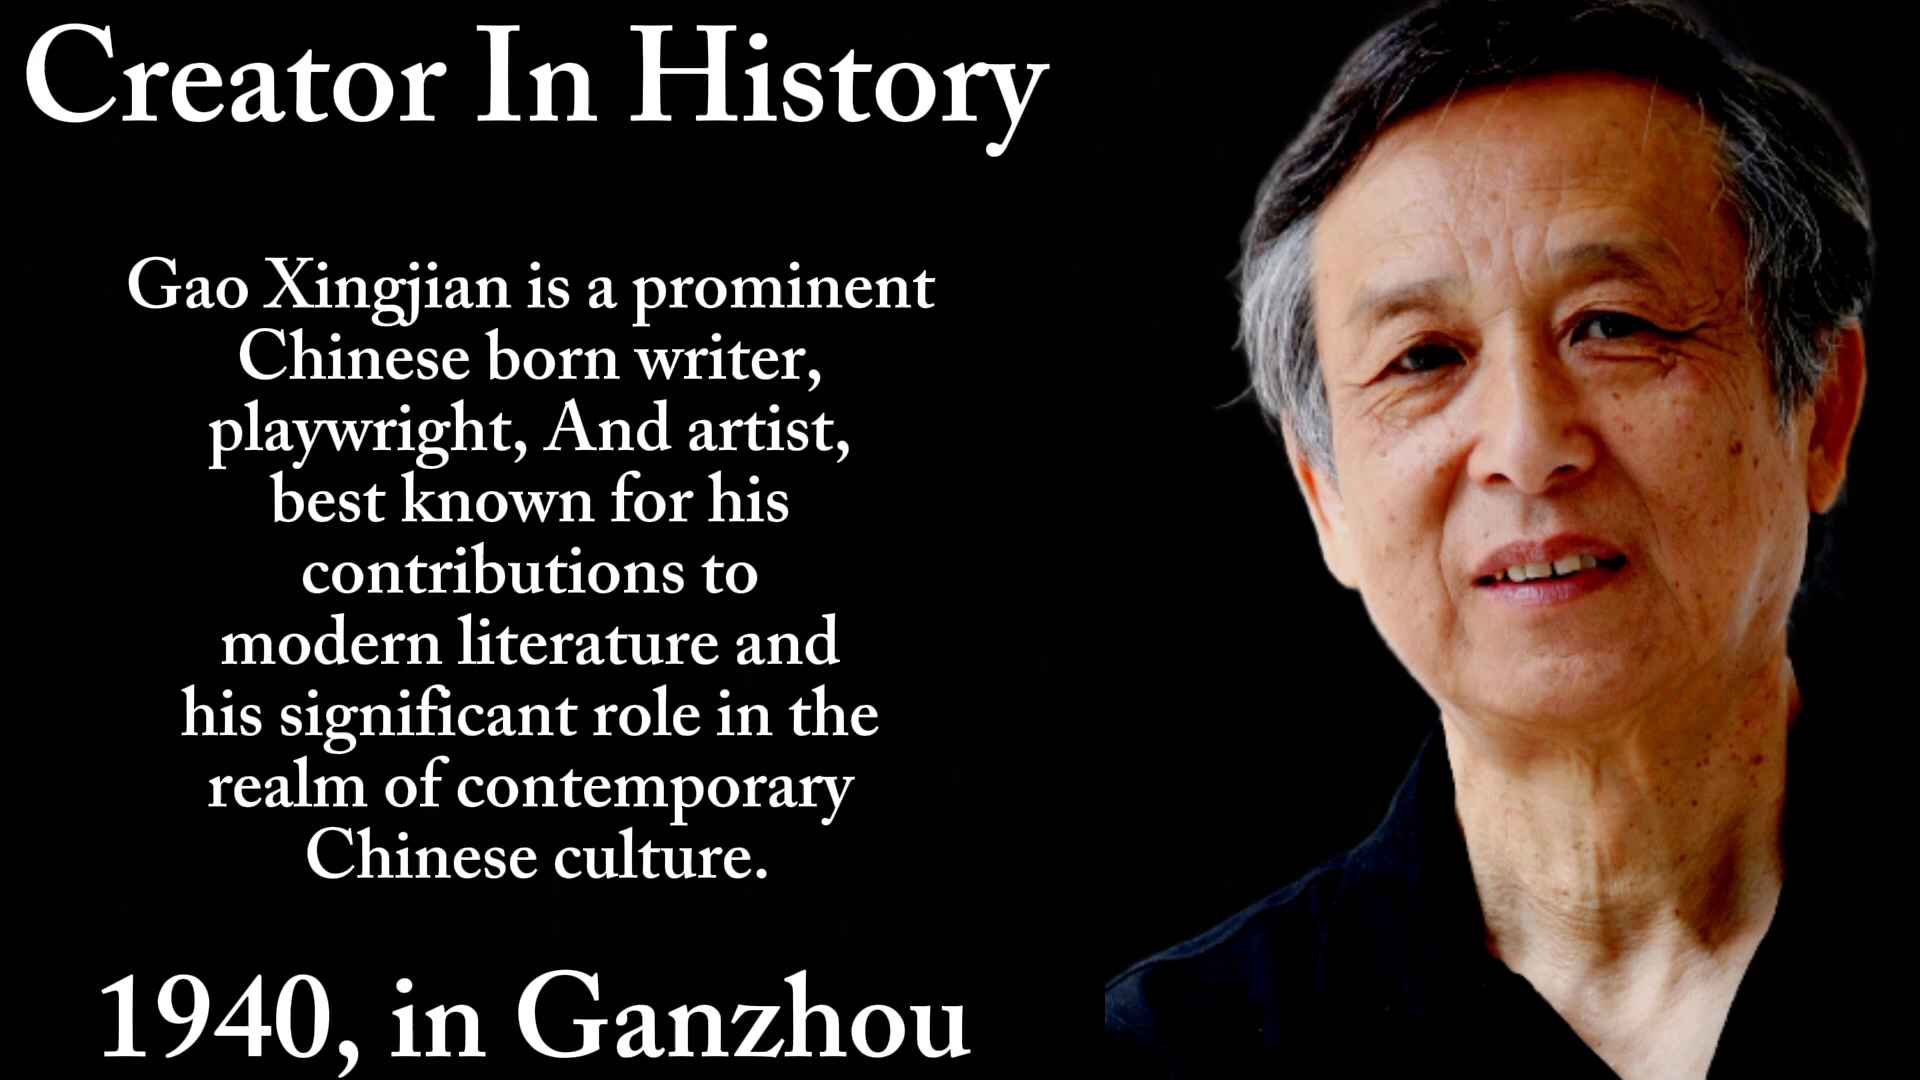 Creator In History
Gao Xingjian is a prominent
Chinese born writer,
playwright, And artist,
best known for his
contributions to
modern literature and
his significant role in the
realm of contemporary
Chinese culture.
1940, in Ganzhou